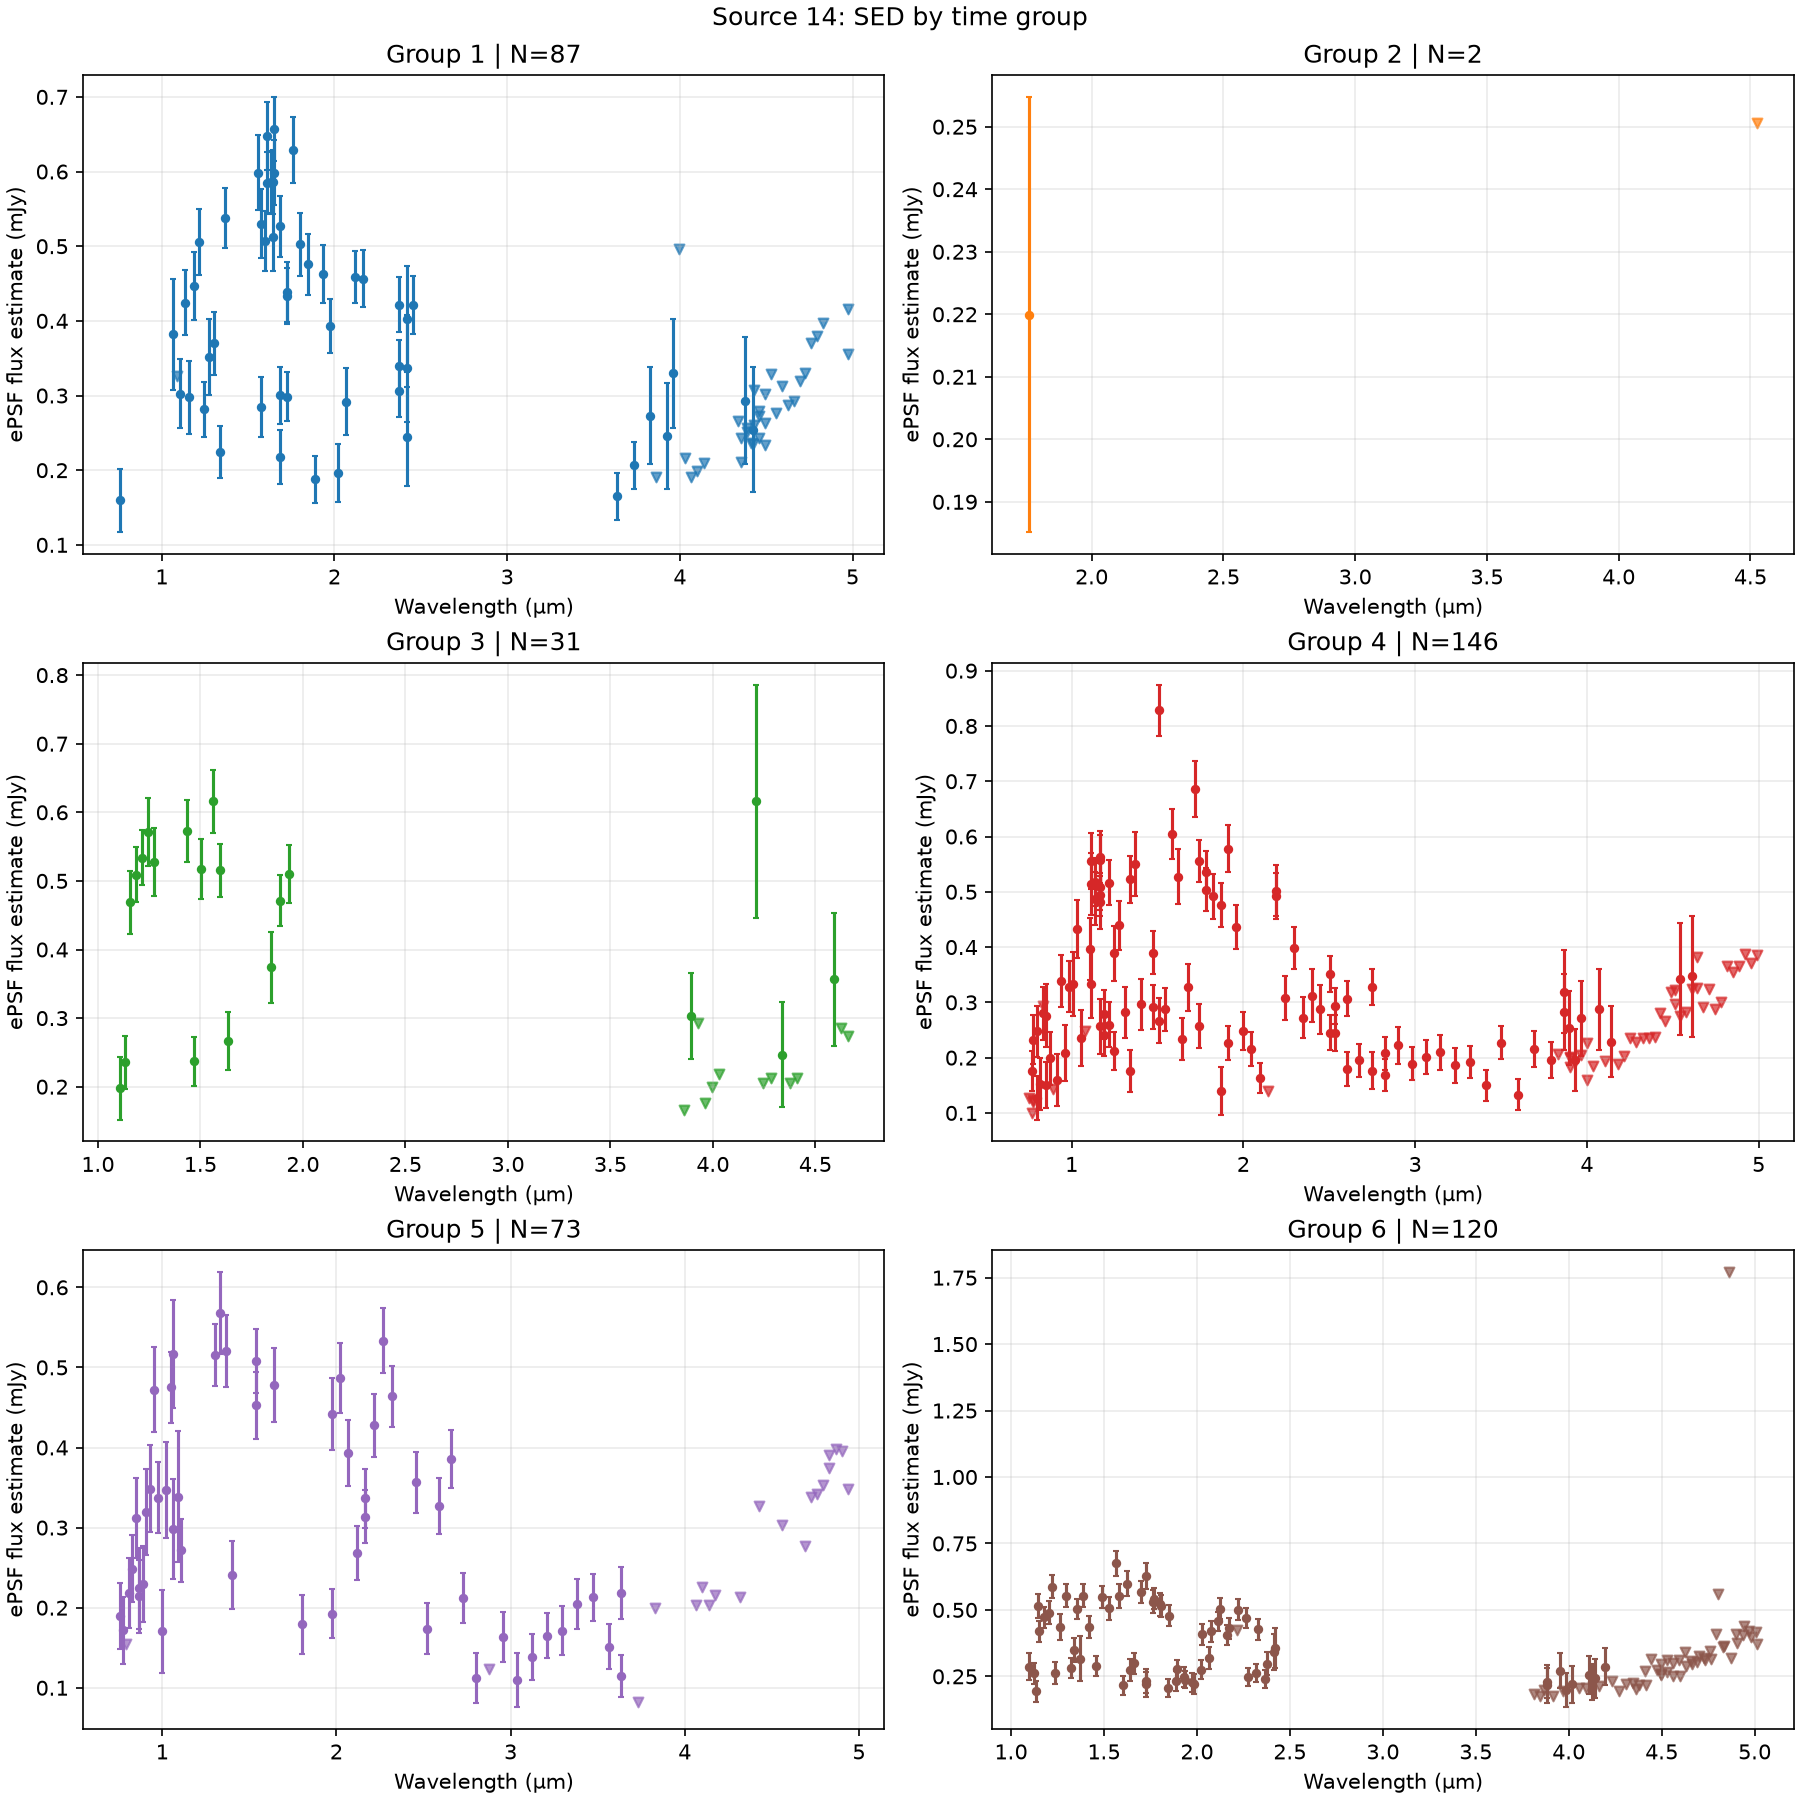 Source 14: SED by time group
Group 1 | N=87
ePSF flux estimate (mJy)
0.7
0.6
0.5
0.4
0.3
0.2
0.1
1 2 3 4 5
Wavelength (µm)
Group 2 | N=2
ePSF flux estimate (mJy)
0.25
0.24
0.23
0.22
0.21
0.20
0.19
2.0 2.5 3.0 3.5 4.0 4.5
Wavelength (µm)
Group 3 | N=31
ePSF flux estimate (mJy)
0.8
0.7
0.6
0.5
0.4
0.3
0.2
1.0 1.5 2.0 2.5 3.0 3.5 4.0 4.5
Wavelength (µm)
Group 4 | N=146
ePSF flux estimate (mJy)
0.9
0.8
0.7
0.6
0.5
0.4
0.3
0.2
0.1
1 2 3 4 5
Wavelength (µm)
Group 5 | N=73
ePSF flux estimate (mJy)
0.6
0.5
0.4
0.3
0.2
0.1
1 2 3 4 5
Wavelength (µm)
Group 6 | N=120
ePSF flux estimate (mJy)
1.75
1.50
1.25
1.00
0.75
0.50
0.25
1.0 1.5 2.0 2.5 3.0 3.5 4.0 4.5 5.0
Wavelength (µm)